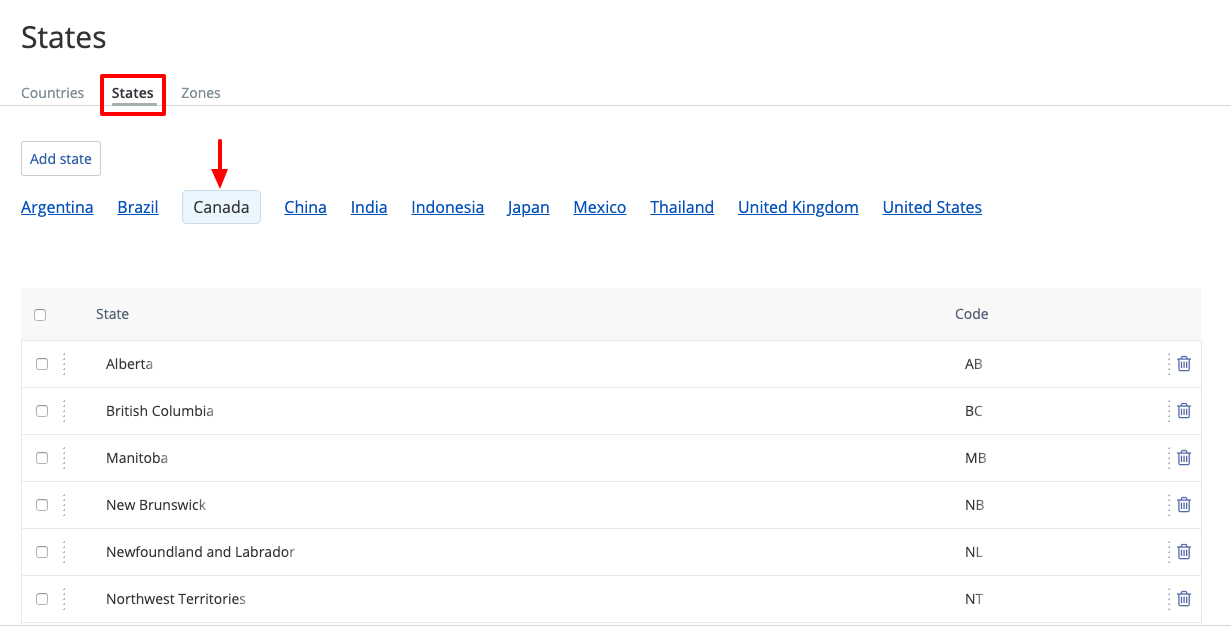 States
Countries States Zones
Add state
Argentina Brazil Canada China India Indonesia Japan Mexico Thailand United Kingdom United States
State Code
Alberta AB
British Columbia BC
Manitoba MB
New Brunswick NB
Newfoundland and Labrador NL
Northwest Territories NT